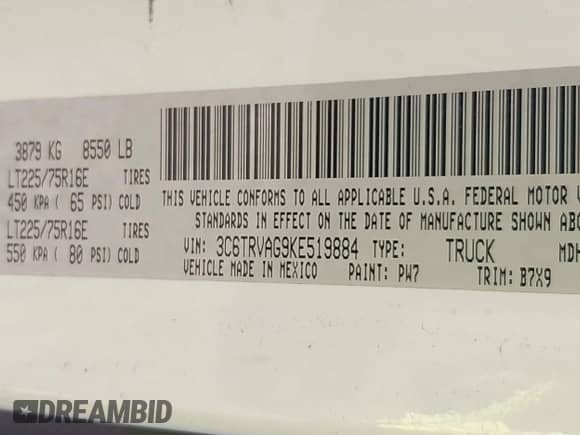 3879 KG 8550 LB
LT225/75R16E TIRES
450 KPA ( 65 PSI) COLD
LT225/75R16E TIRES
550 KPA ( 80 PSI) COLD
THIS VEHICLE CONFORMS TO ALL APPLICABLE U.S.A. FEDERAL MOTOR
STANDARDS IN EFFECT ON THE DATE OF MANUFACTURE SHOWN
VIN: 3C6TRVAG9KE519884 TYPE: TRUCK
VEHICLE MADE IN MEXICO PAINT: PW7 TRIM: B7X9
DREAMBID